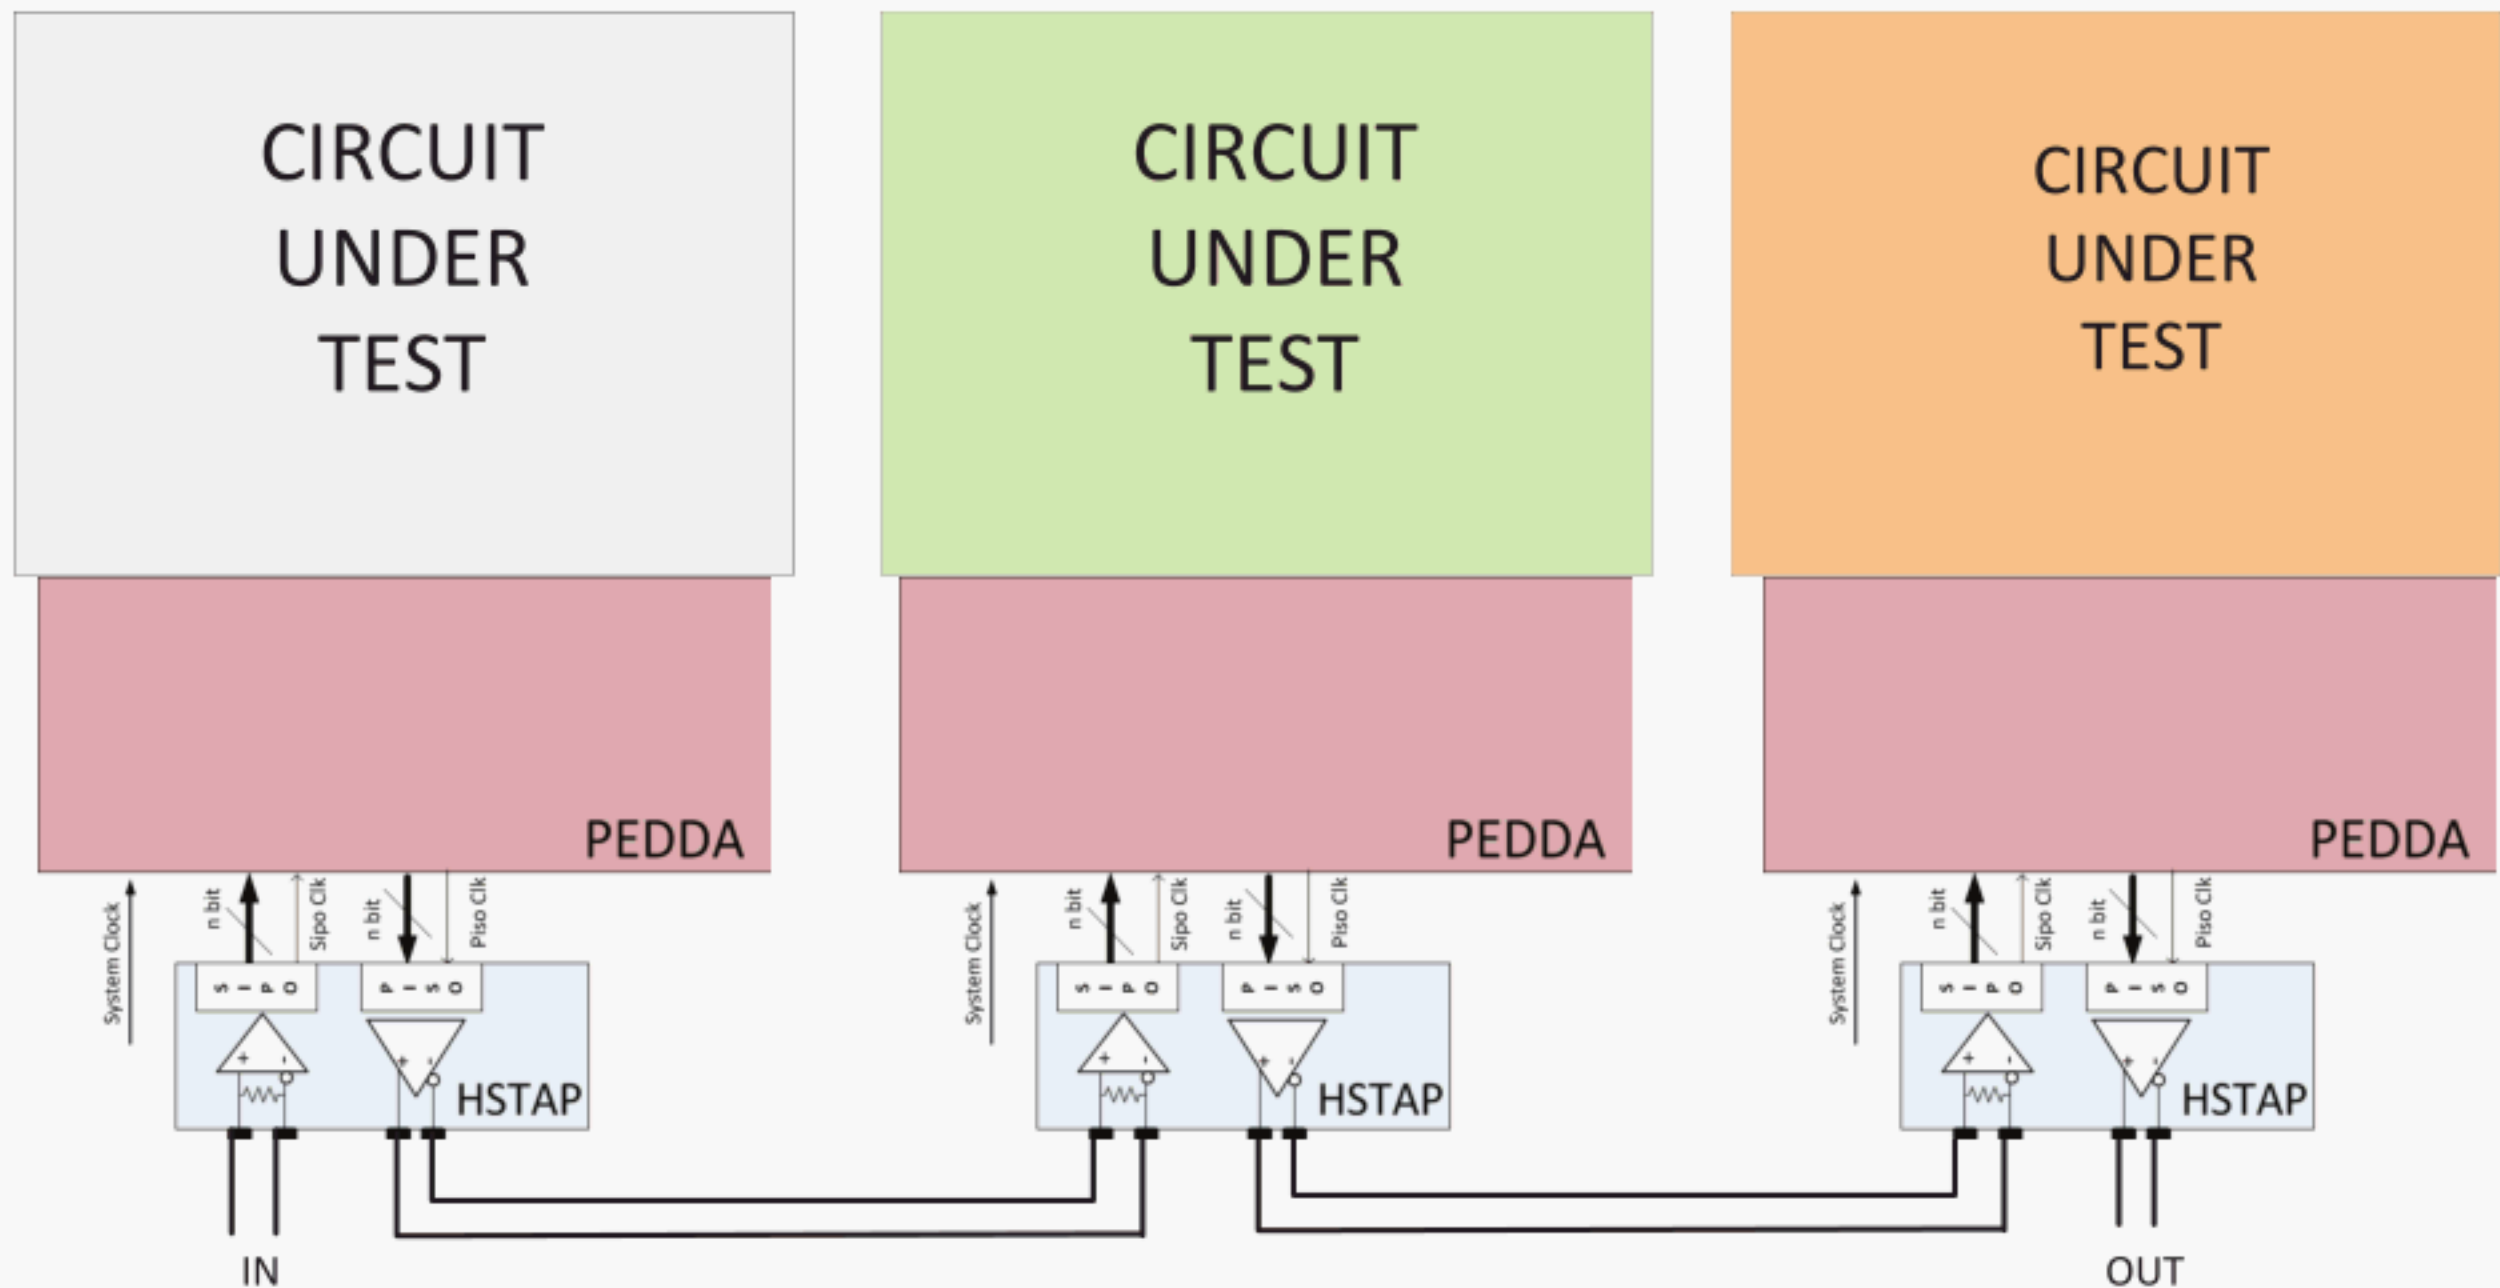 CIRCUIT
UNDER
TEST
CIRCUIT
UNDER
TEST
CIRCUIT
UNDER
TEST
PEDDA
PEDDA
PEDDA
System Clock
n bit
Sipo Clk
n bit
Piso Clk
System Clock
n bit
Sipo Clk
n bit
Piso Clk
System Clock
n bit
Sipo Clk
n bit
Piso Clk
S I P O
P I S O
S I P O
P I S O
S I P O
P I S O
+ -
+ -
+ -
+ -
+ -
+ -
HSTAP
HSTAP
HSTAP
IN
OUT